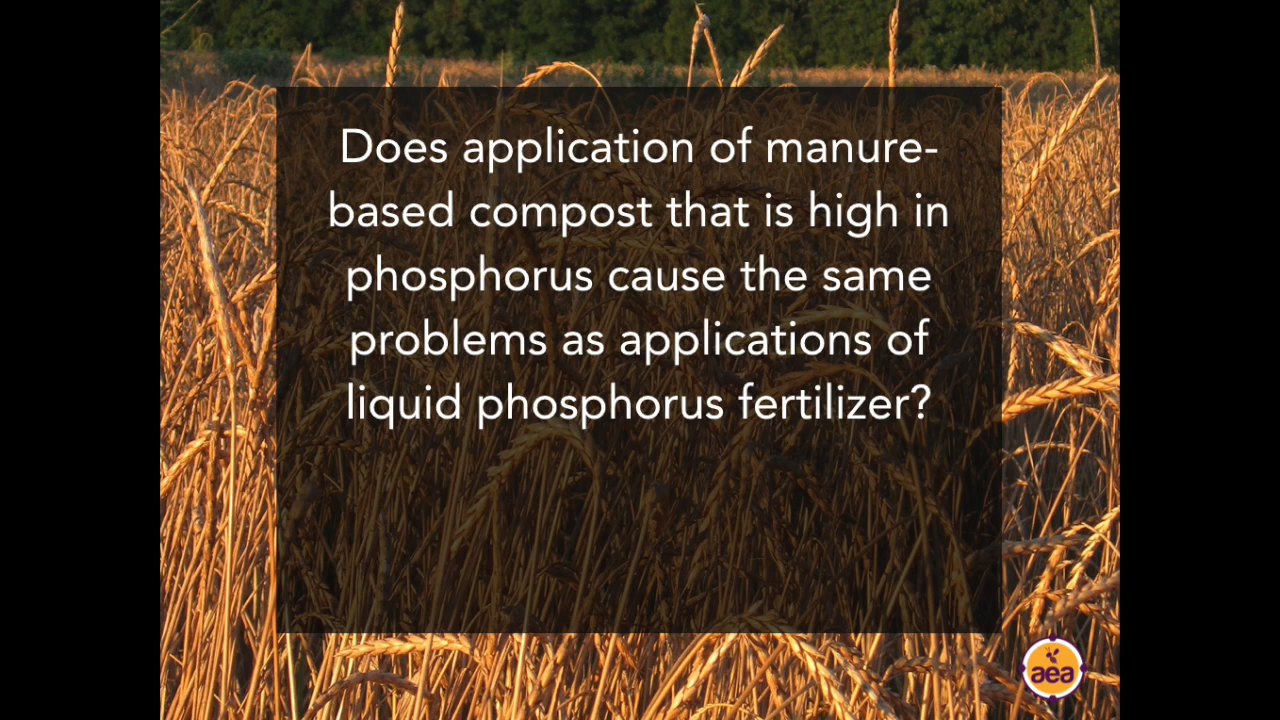 Does application of manure-
based compost that is high in
phosphorus cause the same
problems as applications of
liquid phosphorus fertilizer?
aea